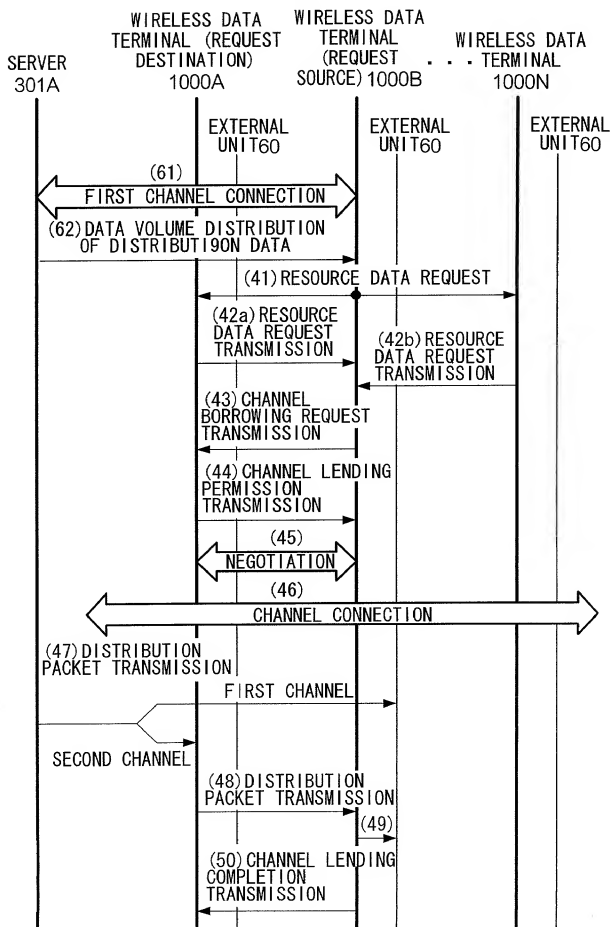 SERVER
301A
WIRELESS DATA
TERMINAL (REQUEST
DESTINATION)
1000A
WIRELESS DATA
TERMINAL
(REQUEST
SOURCE) 1000B
. . .
WIRELESS DATA
TERMINAL
1000N
EXTERNAL
UNIT60
EXTERNAL
UNIT60
EXTERNAL
UNIT60
(61)
FIRST CHANNEL CONNECTION
(62) DATA VOLUME DISTRIBUTION
OF DISTRIBUTI9ON DATA
(41) RESOURCE DATA REQUEST
(42a) RESOURCE
DATA REQUEST
TRANSMISSION
(42b) RESOURCE
DATA REQUEST
TRANSMISSION
(43) CHANNEL
BORROWING REQUEST
TRANSMISSION
(44) CHANNEL LENDING
PERMISSION
TRANSMISSION
(45)
NEGOTIATION
(46)
CHANNEL CONNECTION
(47) DISTRIBUTION
PACKET TRANSMISSION
FIRST CHANNEL
SECOND CHANNEL
(48) DISTRIBUTION
PACKET TRANSMISSION
(49)
(50) CHANNEL LENDING
COMPLETION
TRANSMISSION